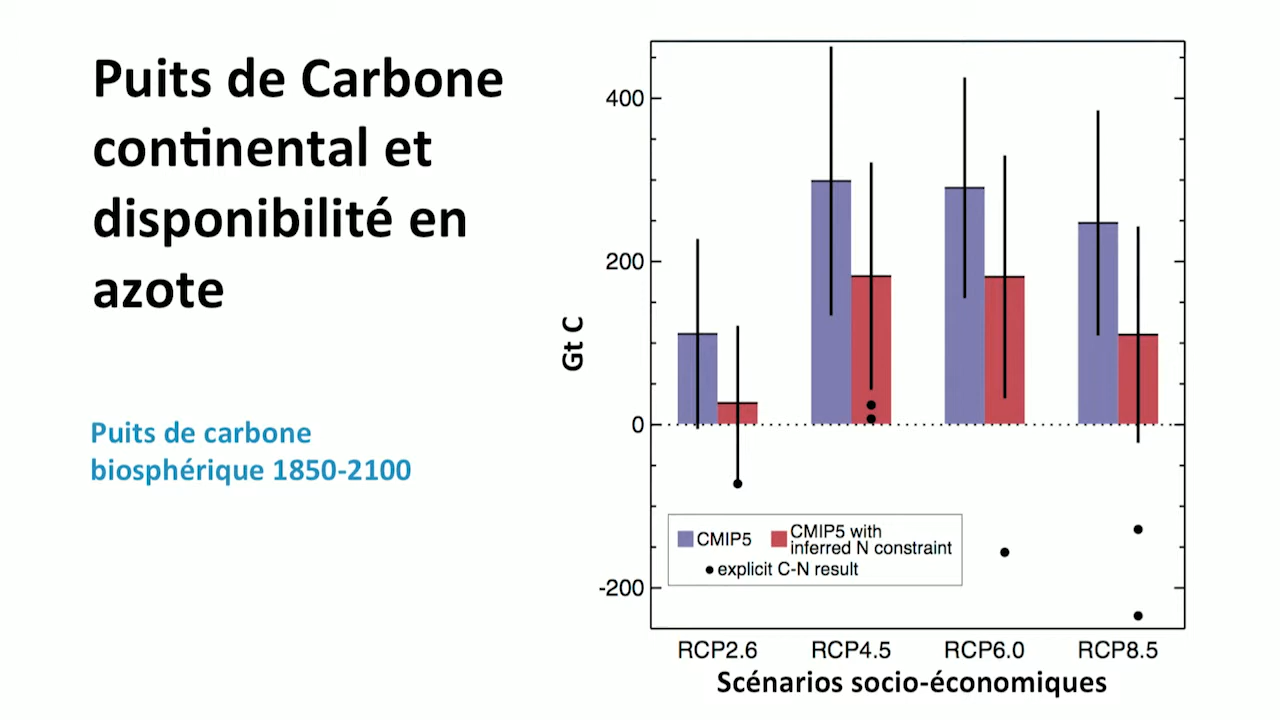 Puits de Carbone
continental et
disponibilité en
azote
Puits de carbone
biosphérique 1850-2100
Gt C
400
200
0
-200
CMIP5
CMIP5 with
inferred N constraint
explicit C-N result
RCP2.6
RCP4.5
RCP6.0
RCP8.5
Scénarios socio-économiques